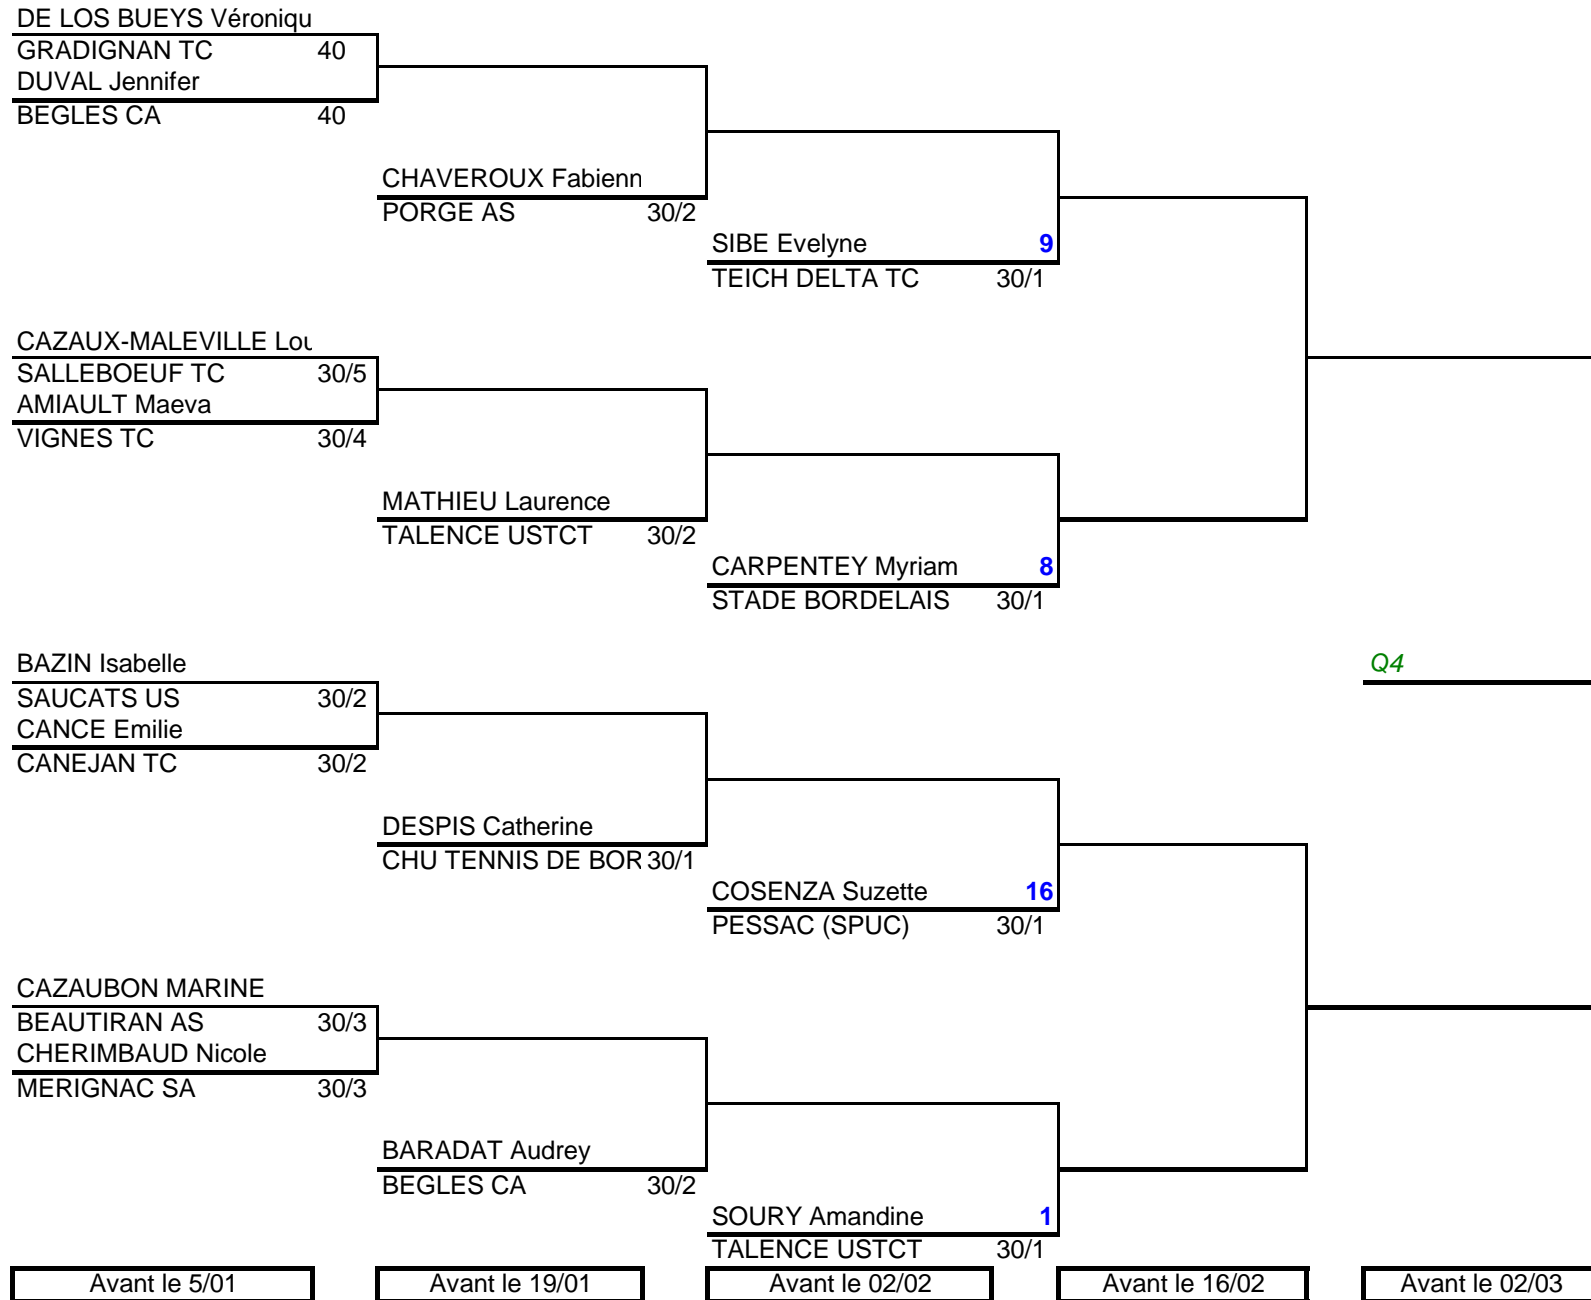 DE LOS BUEYS Véroniqu
GRADIGNAN TC 40
DUVAL Jennifer
BEGLES CA 40
CHAVEROUX Fabienn
PORGE AS 30/2
SIBE Evelyne 9
TEICH DELTA TC 30/1
CAZAUX-MALEVILLE Lou
SALLEBOEUF TC 30/5
AMIAULT Maeva
VIGNES TC 30/4
MATHIEU Laurence
TALENCE USTCT 30/2
CARPENTEY Myriam 8
STADE BORDELAIS 30/1
BAZIN Isabelle
Q4
SAUCATS US 30/2
CANCE Emilie
CANEJAN TC 30/2
DESPIS Catherine
CHU TENNIS DE BOR 30/1
COSENZA Suzette 16
PESSAC (SPUC) 30/1
CAZAUBON MARINE
BEAUTIRAN AS 30/3
CHERIMBAUD Nicole
MERIGNAC SA 30/3
BARADAT Audrey
BEGLES CA 30/2
SOURY Amandine 1
TALENCE USTCT 30/1
Avant le 5/01 Avant le 19/01 Avant le 02/02 Avant le 16/02 Avant le 02/03